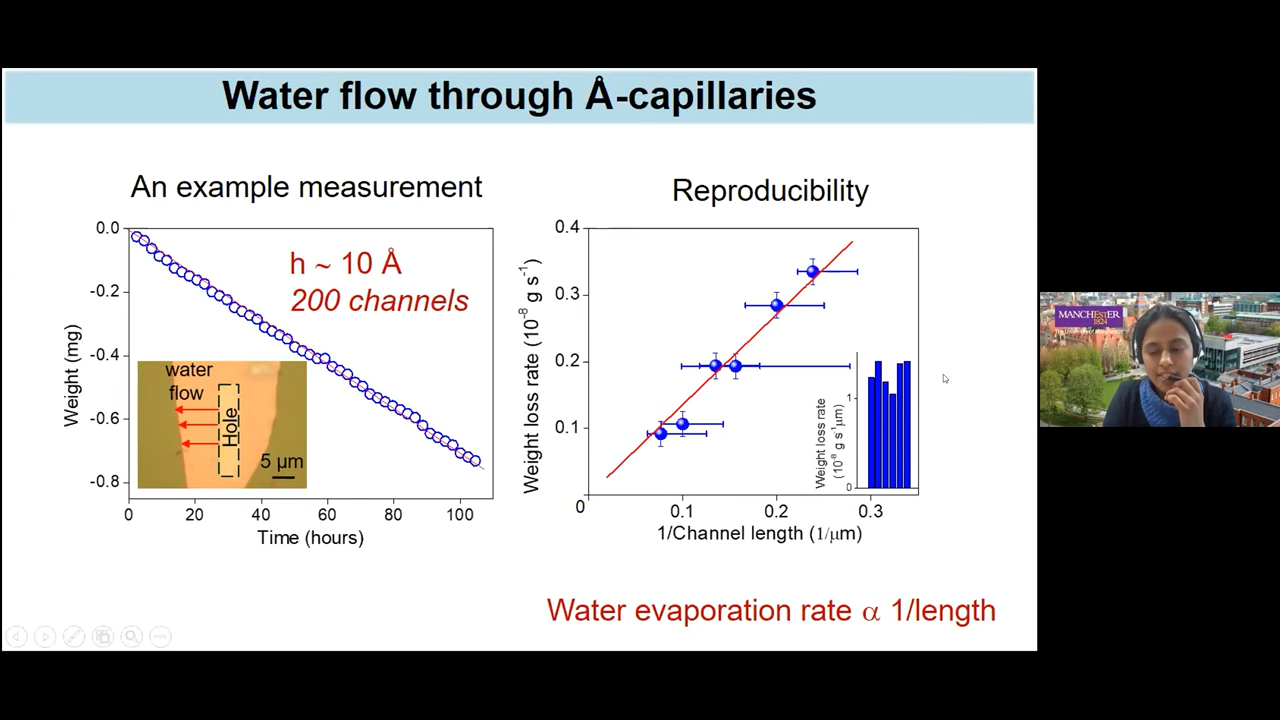 Water flow through Å-capillaries
An example measurement
Weight (mg)
0.0
-0.2
-0.4
-0.6
-0.8
h ~ 10 Å
200 channels
water
flow
Hole
5 μm
0
20
40
60
80
100
Time (hours)
Reproducibility
Weight loss rate (10⁻⁸ g s⁻¹)
0.4
0.3
0.2
0.1
0
Weight loss rate
(10⁻⁸ g s⁻¹μm)
1
0
0.1
0.2
0.3
1/Channel length (1/μm)
Water evaporation rate α 1/length
MANCHESTER
1824